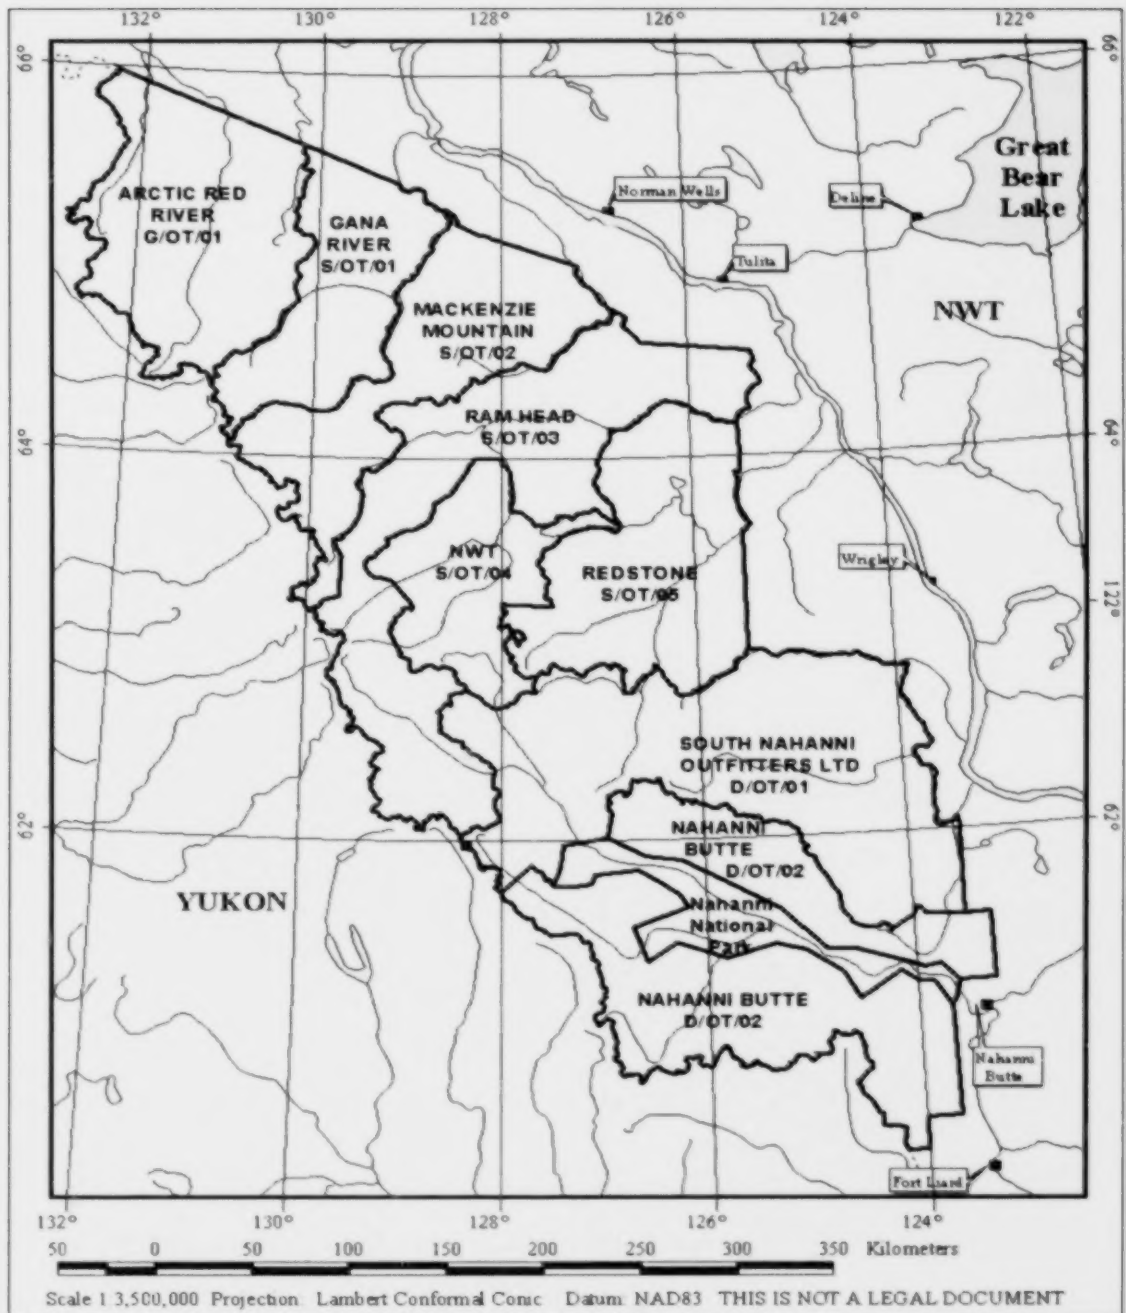 132°
130°
128°
126°
124°
122°
66°
66°
Great
Bear
Lake
Norman Wells
Deline
ARCTIC RED
RIVER
G/OT/01
GANA
RIVER
S/OT/01
Tulita
MACKENZIE
MOUNTAIN
S/OT/02
NWT
RAM HEAD
S/OT/03
64°
64°
NWT
S/OT/04
REDSTONE
S/OT/05
Wrigley
122°
SOUTH NAHANNI
OUTFITTERS LTD
D/OT/01
62°
62°
NAHANNI
BUTTE
D/OT/02
YUKON
Nahanni
National
Park
NAHANNI BUTTE
D/OT/02
Nahanni
Butte
Fort Liard
132°
130°
128°
126°
124°
50 0 50 100 150 200 250 300 350 Kilometers
Scale 1:3,500,000 Projection: Lambert Conformal Conic Datum: NAD83 THIS IS NOT A LEGAL DOCUMENT